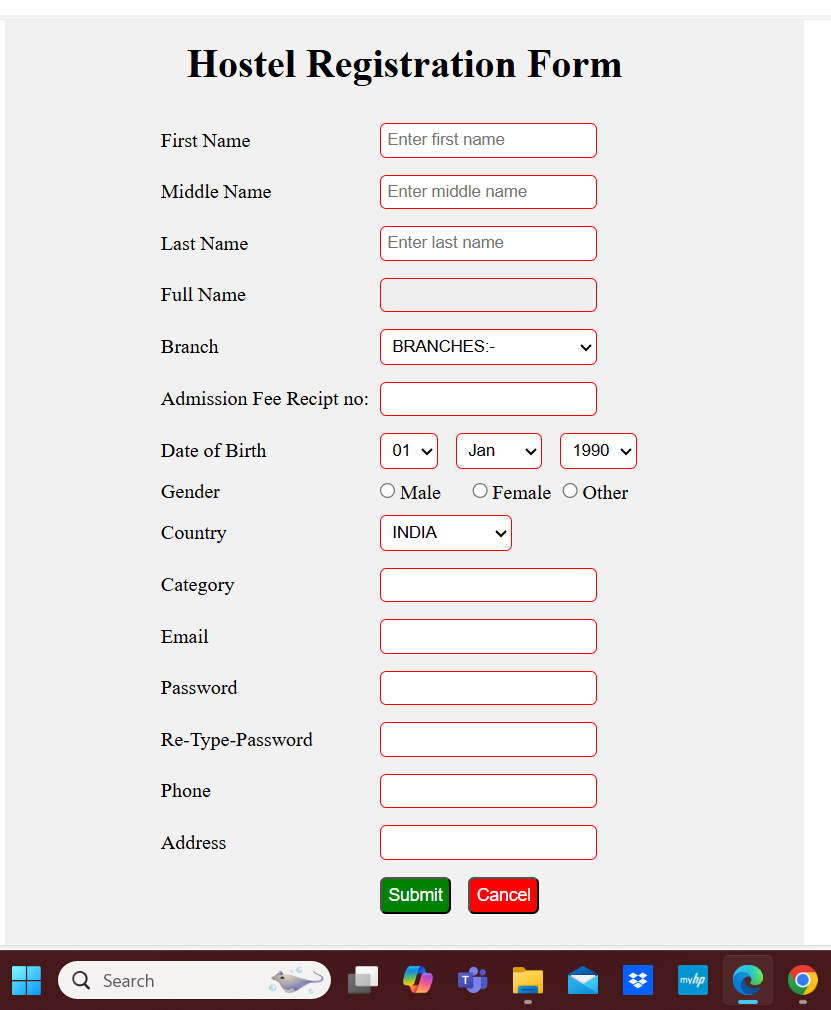 Hostel Registration Form
First Name Enter first name
Middle Name Enter middle name
Last Name Enter last name
Full Name
Branch BRANCHES:-
Admission Fee Recipt no:
Date of Birth 01 Jan 1990
Gender Male Female Other
Country INDIA
Category
Email
Password
Re-Type-Password
Phone
Address
Submit Cancel
Search T myhp